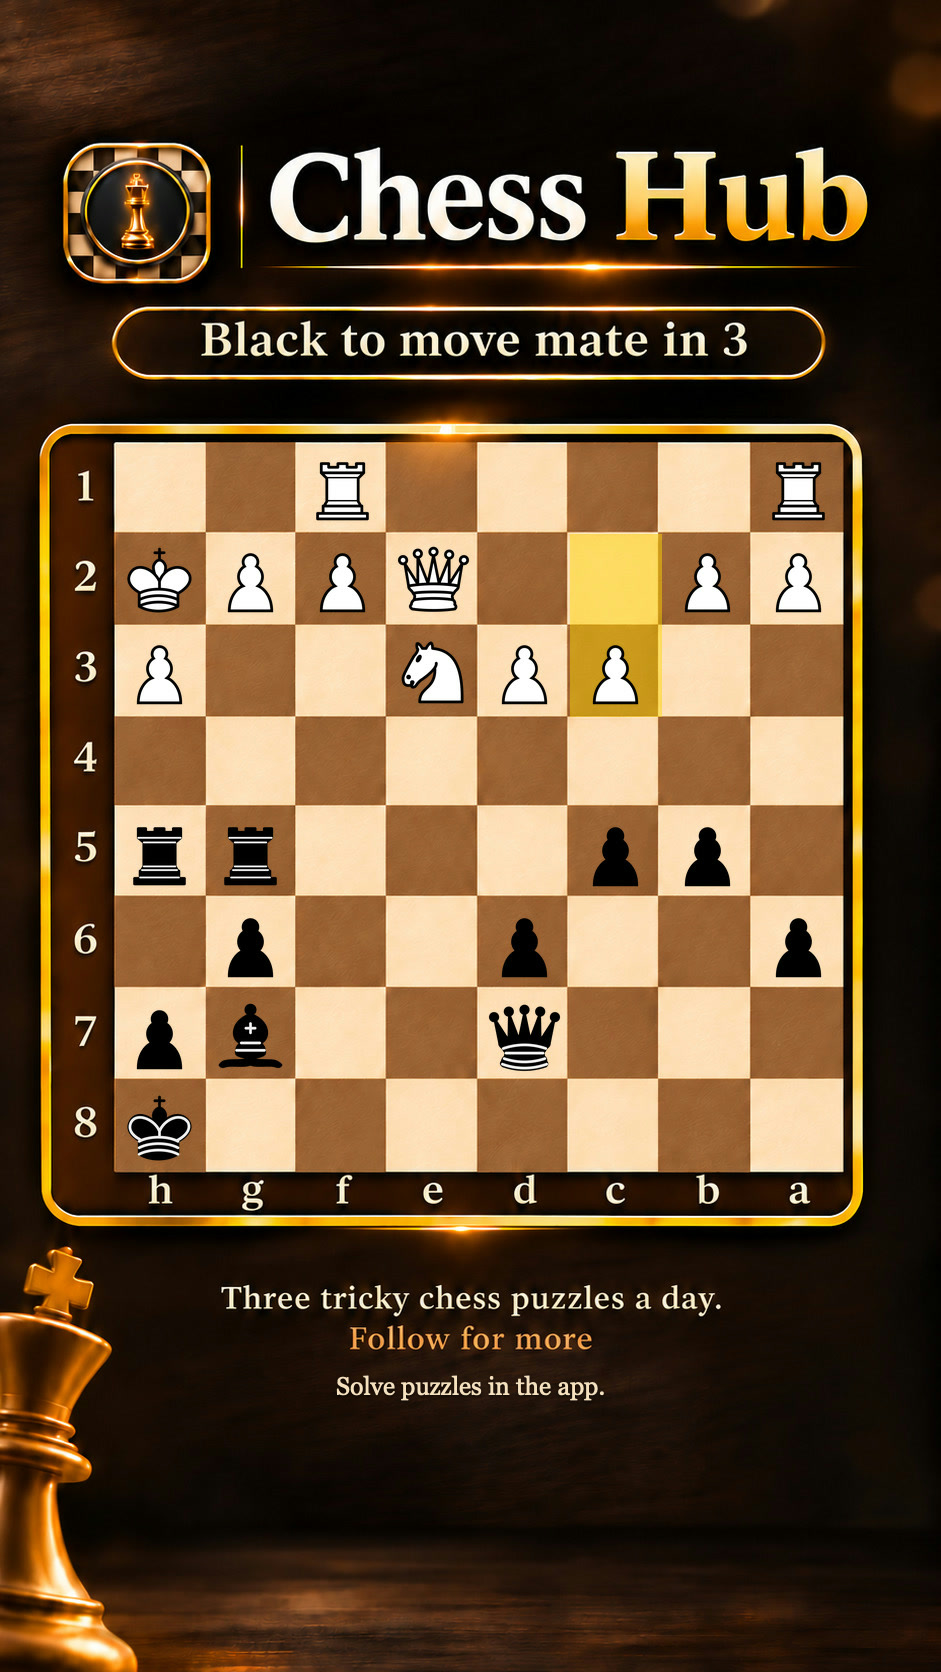 Chess Hub
Black to move mate in 3
1
2
3
4
5
6
7
8
h g f e d c b a
Three tricky chess puzzles a day.
Follow for more
Solve puzzles in the app.